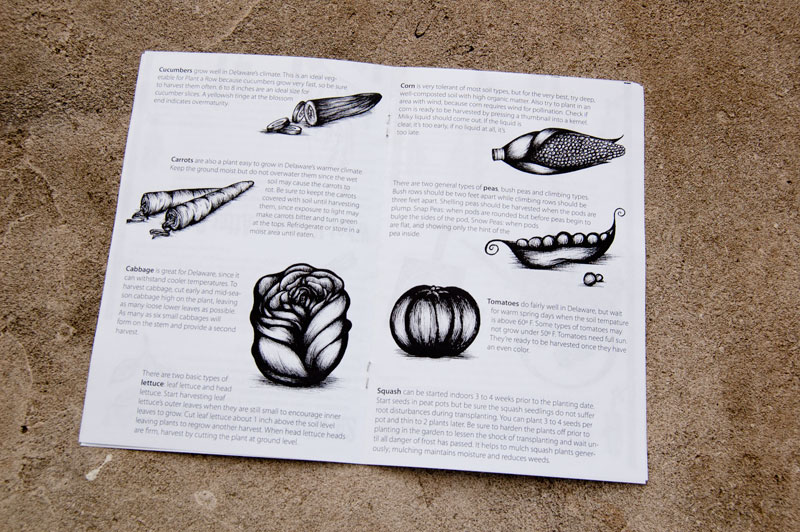 Cucumbers grow well in Delaware's climate. This is an ideal veg-
etable for Plant a Row because cucumbers grow very fast, so be sure
to harvest them often; 6 to 8 inches are an ideal size for
cucumber slices. A yellowish tinge at the blossom
end indicates overmaturity.
Carrots are also a plant easy to grow in Delaware's warmer climate.
Keep the ground moist but do not overwater them since the wet
soil may cause the carrots to
rot. Be sure to keep the carrots
covered with soil until harvesting
them, since exposure to light may
make carrots bitter and turn green
at the tops. Refridgerate or store in a
moist area until eaten.
Cabbage is great for Delaware, since it
can withstand cooler temperatures. To
harvest cabbage, cut early and mid-sea-
son cabbage high on the plant, leaving
as many loose lower leaves as possible.
As many as six small cabbages will
form on the stem and provide a second
harvest.
There are two basic types of
lettuce: leaf lettuce and head
lettuce. Start harvesting leaf
lettuce's outer leaves when they are still small to encourage inner
leaves to grow. Cut leaf lettuce about 1 inch above the soil level
leaving plants to regrow another harvest. When head lettuce heads
are firm, harvest by cutting the plant at ground level.
Corn is very tolerant of most soil types, but for the very best, try deep,
well-composted soil with high organic matter. Also try to plant in an
area with wind, because corn requires wind for pollination. Check if
corn is ready to be harvested by pressing a thumbnail into a kernel.
Milky liquid should come out. If the liquid is
clear, it's too early, if no liquid at all, it's
too late.
There are two general types of peas, bush peas and climbing types.
Bush rows should be two feet apart while climbing rows should be
three feet apart. Shelling peas should be harvested when the pods are
plump. Snap Peas: when pods are rounded but before peas begin to
bulge the sides of the pod. Snow Peas: when pods
are flat, and showing only the hint of the
pea inside.
Tomatoes do fairly well in Delaware, but wait
for warm spring days when the soil tempature
is above 60º F. Some types of tomatoes may
not grow under 50º F. Tomatoes need full sun.
They're ready to be harvested once they have
an even color.
Squash can be started indoors 3 to 4 weeks prior to the planting date.
Start seeds in peat pots but be sure the squash seedlings do not suffer
root disturbances during transplanting. You can plant 3 to 4 seeds per
pot and thin to 2 plants later. Be sure to harden the plants off prior to
planting in the garden to lessen the shock of transplanting and wait un-
til all danger of frost has passed. It helps to mulch squash plants gener-
ously; mulching maintains moisture and reduces weeds.